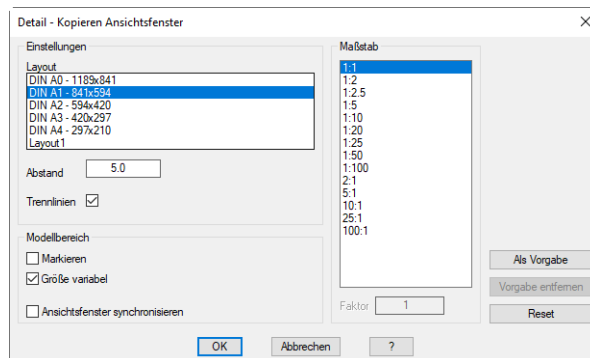 Detail - Kopieren Ansichtsfenster
Einstellungen
Layout
DIN A0 - 1189x841
DIN A1 - 841x594
DIN A2 - 594x420
DIN A3 - 420x297
DIN A4 - 297x210
Layout1
Abstand 5.0
Trennlinien
Modellbereich
Markieren
Größe variabel
Ansichtsfenster synchronisieren
Maßstab
1:1
1:2
1:2.5
1:5
1:10
1:20
1:25
1:50
1:100
2:1
5:1
10:1
25:1
100:1
Faktor 1
Als Vorgabe
Vorgabe entfernen
Reset
OK Abbrechen ?